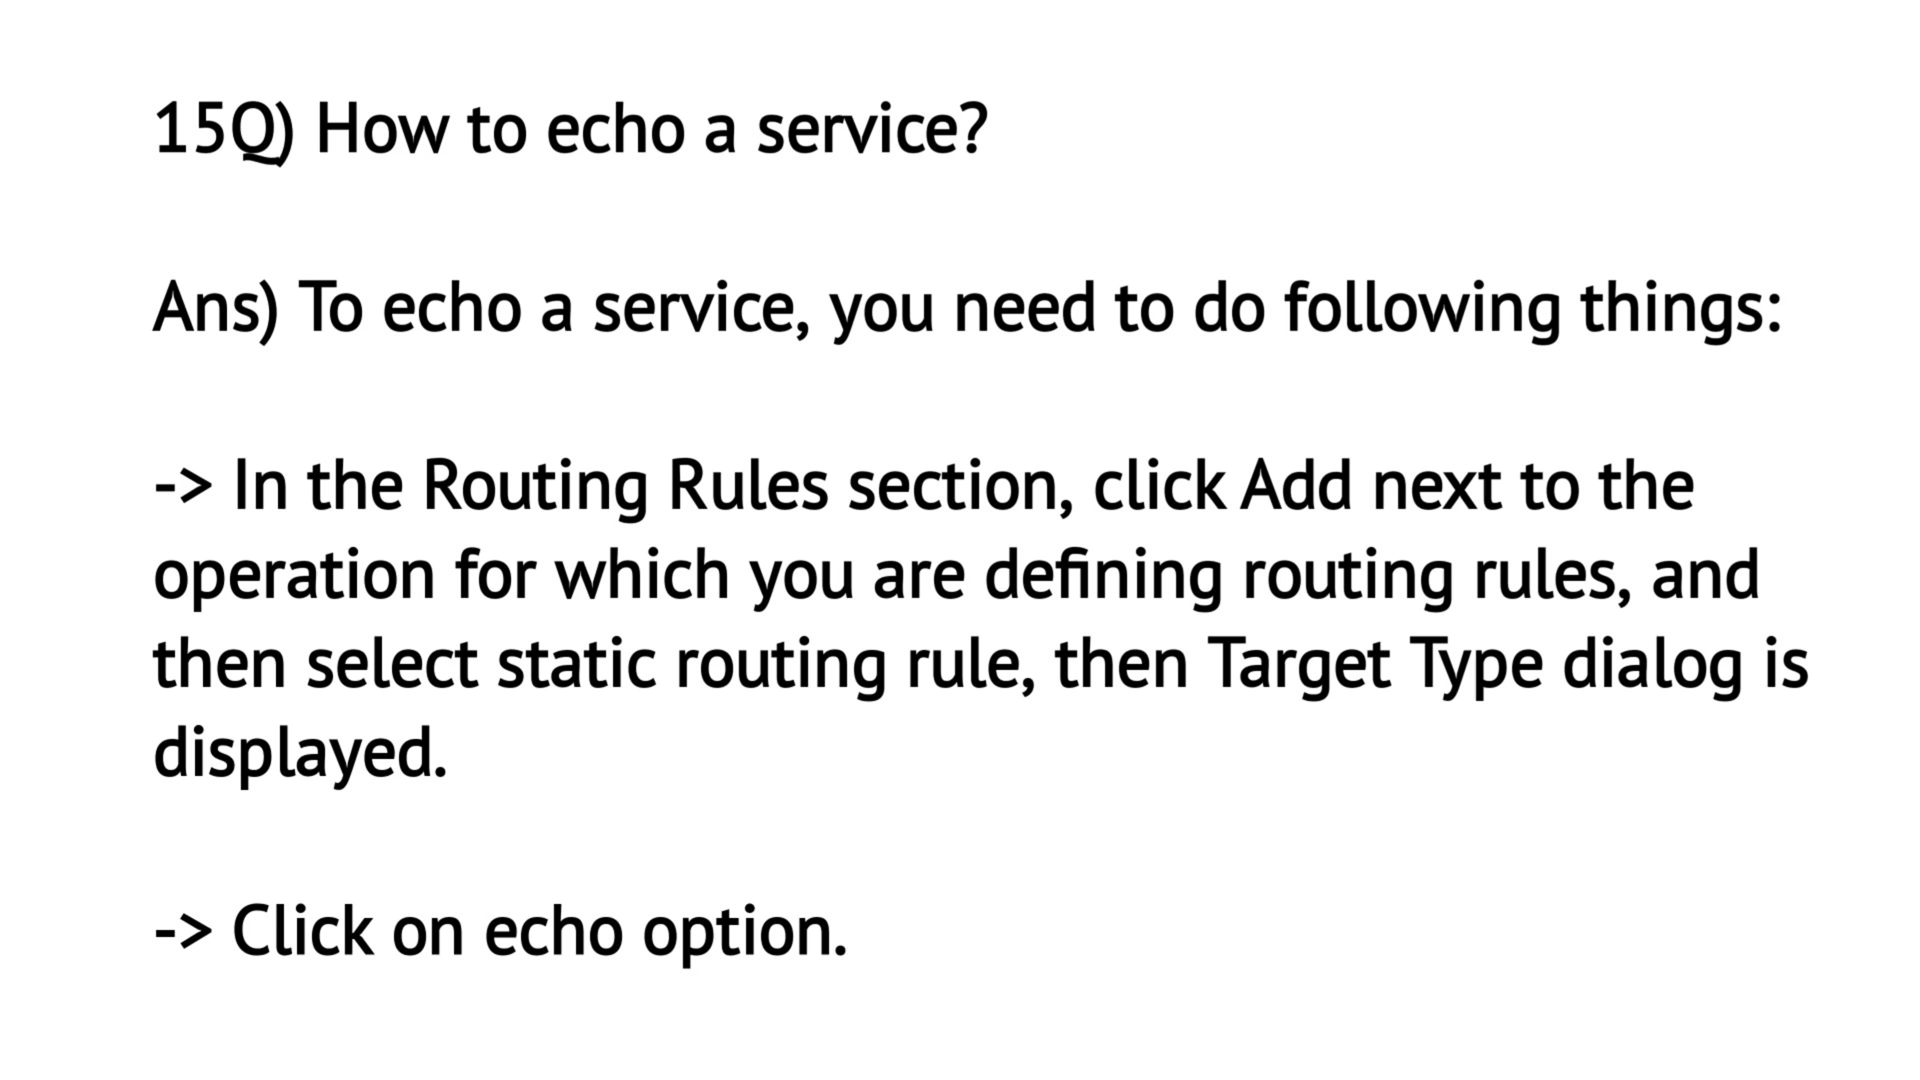 15Q) How to echo a service?
Ans) To echo a service, you need to do following things:
-> In the Routing Rules section, click Add next to the
operation for which you are defining routing rules, and
then select static routing rule, then Target Type dialog is
displayed.
-> Click on echo option.